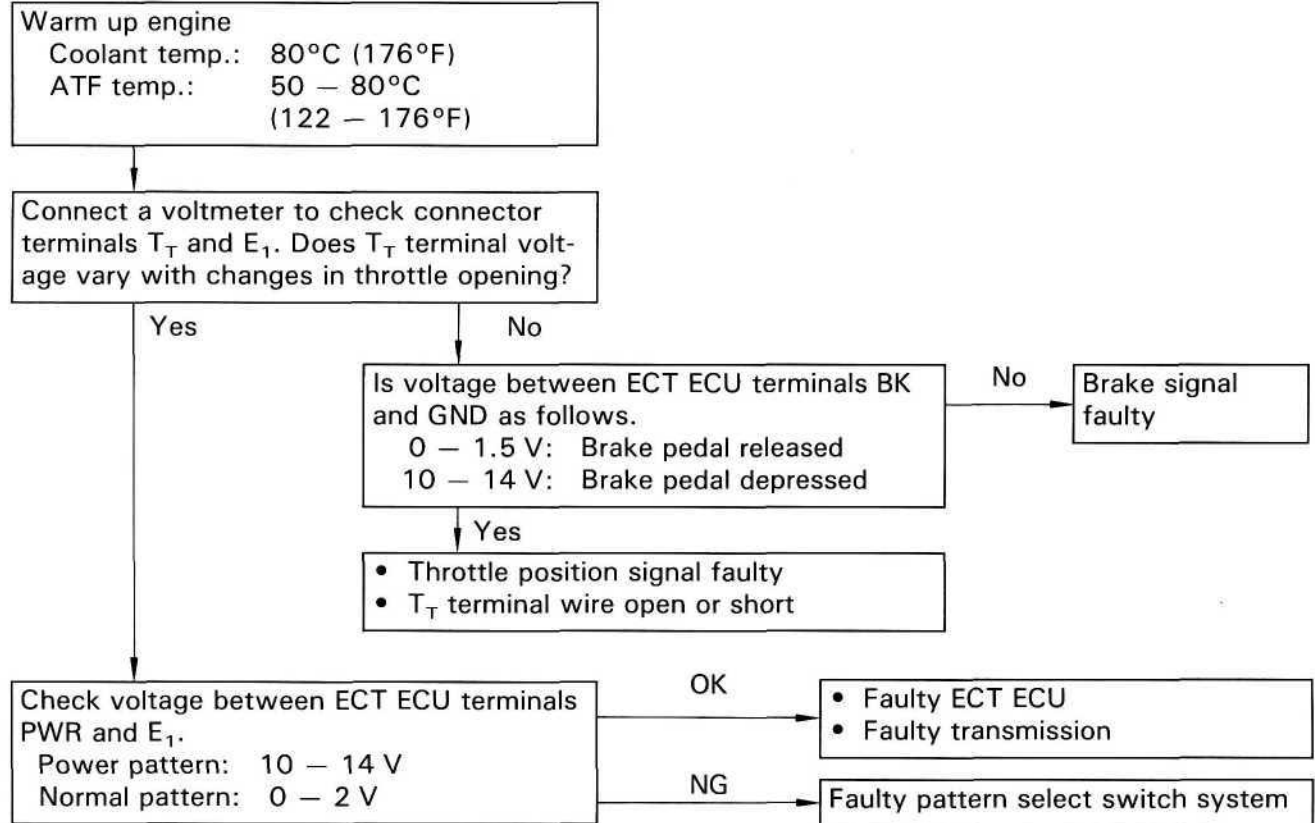 Warm up engine
Coolant temp.: 80°C (176°F)
ATF temp.: 50 — 80°C
(122 — 176°F)
Connect a voltmeter to check connector
terminals T_T and E₁. Does T_T terminal volt-
age vary with changes in throttle opening?
Yes
No
Is voltage between ECT ECU terminals BK
and GND as follows.
0 — 1.5 V: Brake pedal released
10 — 14 V: Brake pedal depressed
No
Brake signal
faulty
Yes
• Throttle position signal faulty
• T_T terminal wire open or short
Check voltage between ECT ECU terminals
PWR and E₁.
Power pattern: 10 — 14 V
Normal pattern: 0 — 2 V
OK
• Faulty ECT ECU
• Faulty transmission
NG
Faulty pattern select switch system